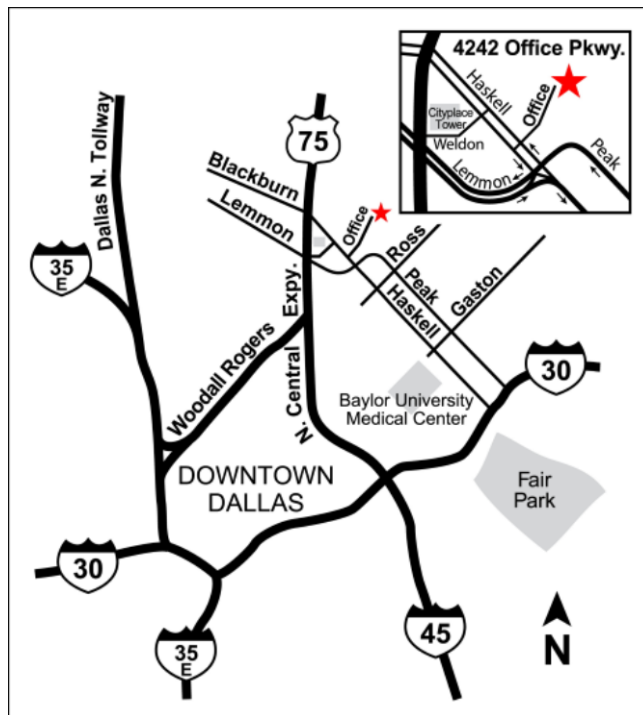 4242 Office Pkwy.
Haskell
Office
Cityplace
Tower
Weldon
Lemmon
Peak
Dallas N. Tollway
75
Blackburn
Lemmon
Office
Ross
Peak
Haskell
Gaston
35
E
N. Central Expy.
Woodall Rogers
30
Baylor University
Medical Center
DOWNTOWN
DALLAS
Fair
Park
30
35
E
45
N